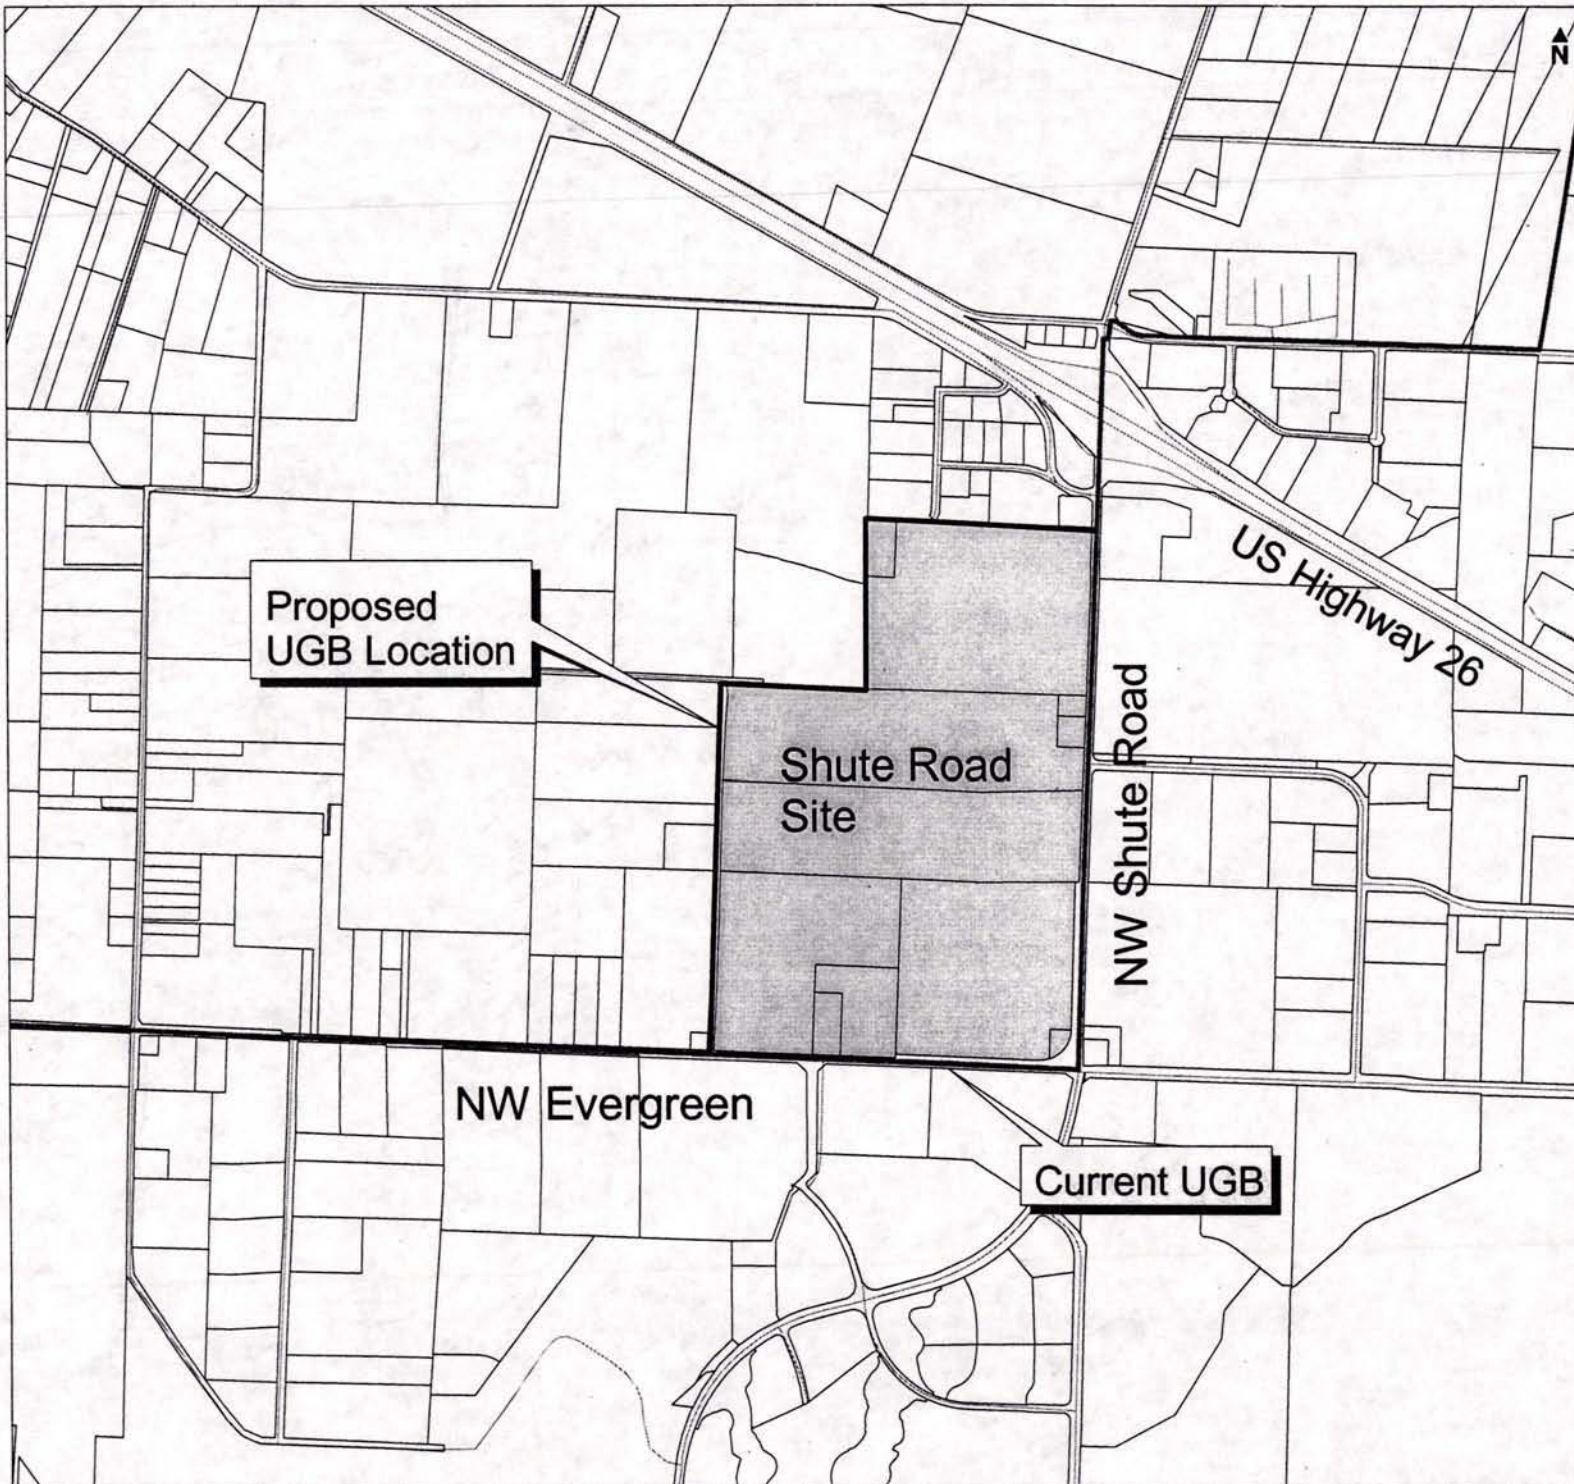 N
US Highway 26
Proposed
UGB Location
Shute Road
Site
NW Shute Road
NW Evergreen
Current UGB